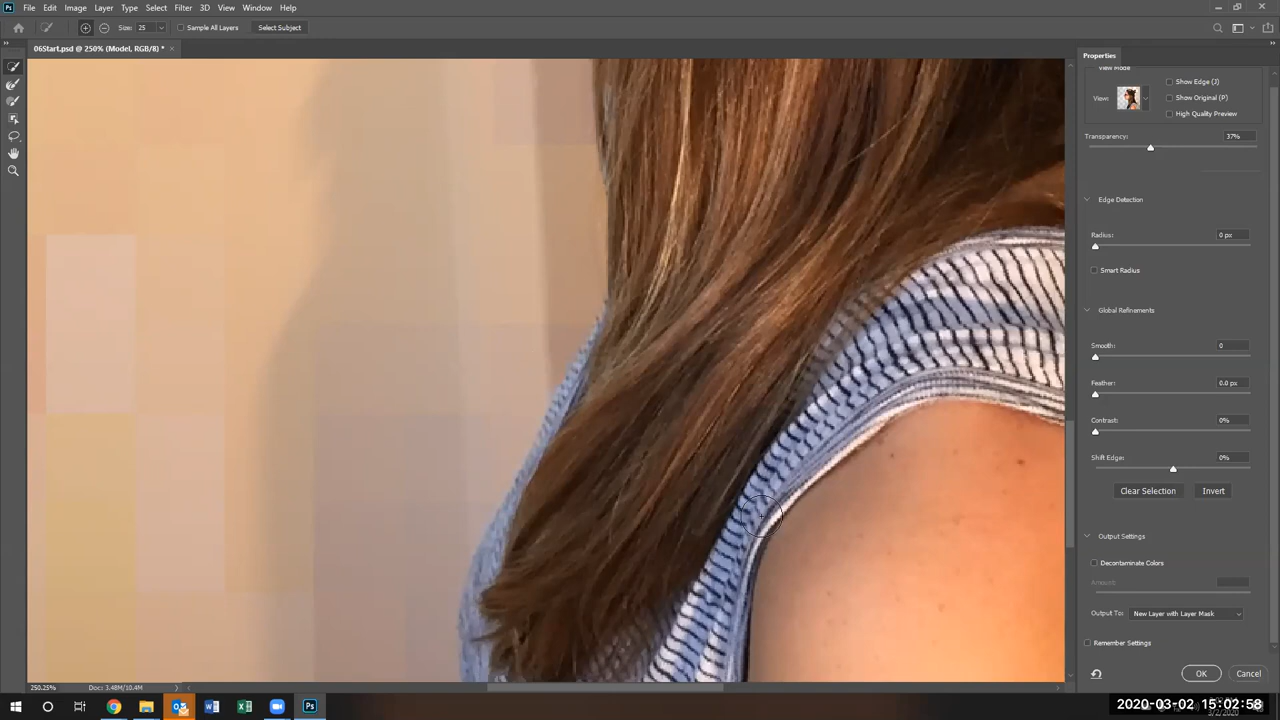 Ps File Edit Image Layer Type Select Filter 3D View Window Help
Size: 25 Sample All Layers Select Subject
06Start.psd @ 250% (Model, RGB/8) * ×
Properties
View Mode
Show Edge (J)
View:
Show Original (P)
High Quality Preview
Transparency: 37%
Edge Detection
Radius: 0 px
Smart Radius
Global Refinements
Smooth: 0
Feather: 0.0 px
Contrast: 0%
Shift Edge: 0%
Clear Selection Invert
Output Settings
Decontaminate Colors
Amount:
Output To: New Layer with Layer Mask
Remember Settings
OK Cancel
250.25% Doc: 3.48M/10.4M
2020-03-02 15:02:58